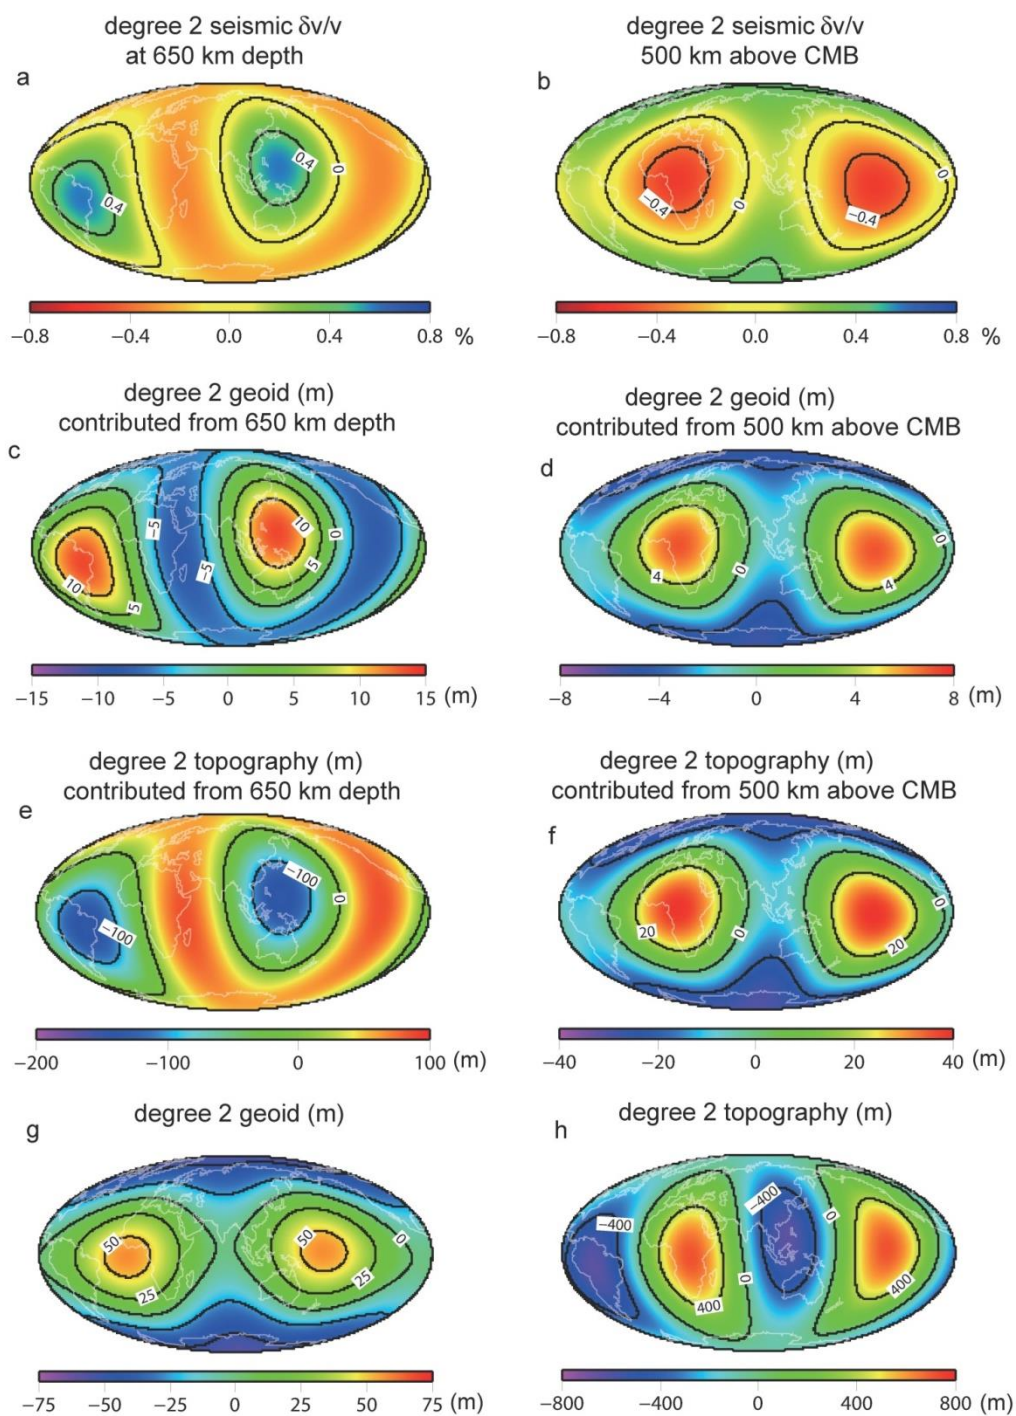 degree 2 seismic δv/v
at 650 km depth
degree 2 seismic δv/v
500 km above CMB
a
b
0.4
0.4
0
−0.4
0
−0.4
0
−0.8 −0.4 0.0 0.4 0.8 %
−0.8 −0.4 0.0 0.4 0.8 %
degree 2 geoid (m)
contributed from 650 km depth
degree 2 geoid (m)
contributed from 500 km above CMB
c
d
10
5
−5
−5
10
5
0
4
0
4
0
−15 −10 −5 0 5 10 15 (m)
−8 −4 0 4 8 (m)
degree 2 topography (m)
contributed from 650 km depth
degree 2 topography (m)
contributed from 500 km above CMB
e
f
−100
−100
0
20
0
20
0
−200 −100 0 100 (m)
−40 −20 0 20 40 (m)
degree 2 geoid (m)
degree 2 topography (m)
g
h
50
25
50
25
0
−400
400
0
−400
0
400
−75 −50 −25 0 25 50 75 (m)
−800 −400 0 400 800 (m)